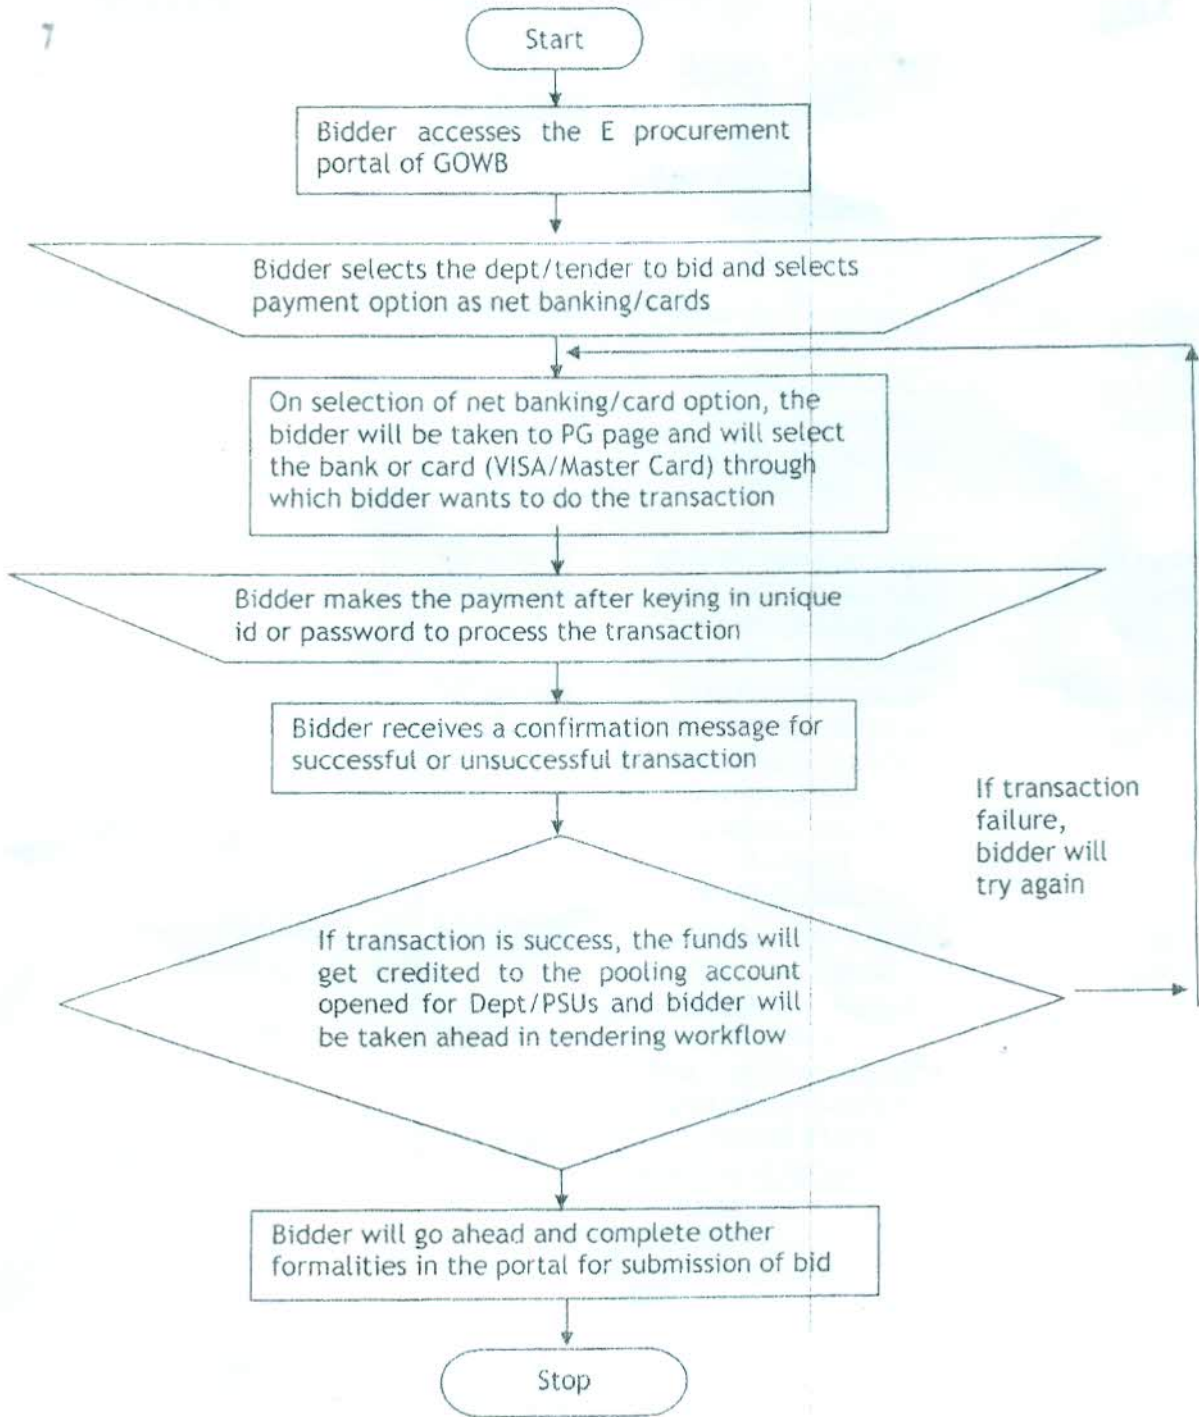 7
Start
Bidder accesses the E procurement
portal of GOWB
Bidder selects the dept/tender to bid and selects
payment option as net banking/cards
On selection of net banking/card option, the
bidder will be taken to PG page and will select
the bank or card (VISA/Master Card) through
which bidder wants to do the transaction
Bidder makes the payment after keying in unique
id or password to process the transaction
Bidder receives a confirmation message for
successful or unsuccessful transaction
If transaction
failure,
bidder will
try again
If transaction is success, the funds will
get credited to the pooling account
opened for Dept/PSUs and bidder will
be taken ahead in tendering workflow
Bidder will go ahead and complete other
formalities in the portal for submission of bid
Stop